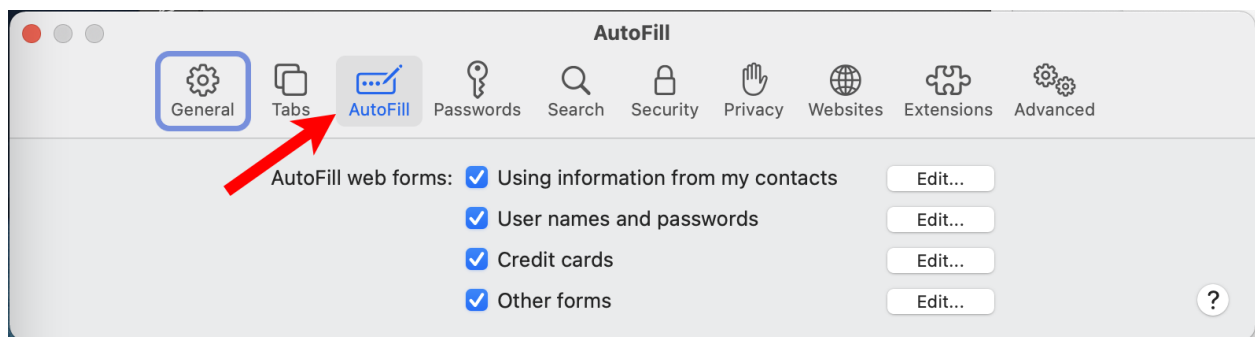 AutoFill
General Tabs AutoFill Passwords Search Security Privacy Websites Extensions Advanced
AutoFill web forms: Using information from my contacts Edit...
User names and passwords Edit...
Credit cards Edit...
Other forms Edit...
?